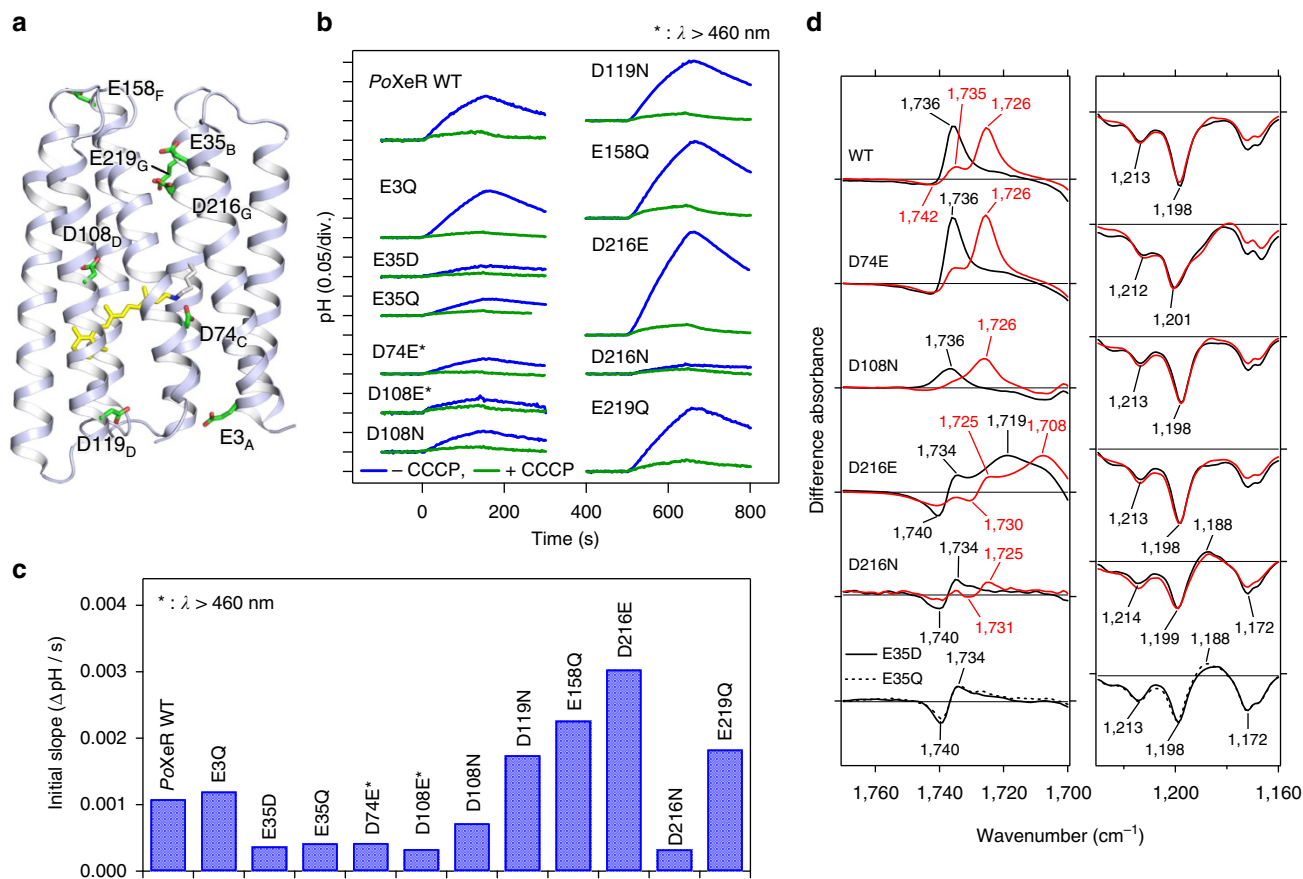 a
E158F
E35B
E219G
D216G
D108D
D74C
D119D
E3A
b
* : λ > 460 nm
PoXeR WT
E3Q
E35D
E35Q
D74E*
D108E*
D108N
D119N
E158Q
D216E
D216N
E219Q
– CCCP, + CCCP
pH (0.05/div.)
0 200 400 600 800
Time (s)
c
* : λ > 460 nm
Initial slope (ΔpH / s)
0.004
0.003
0.002
0.001
0.000
PoXeR WT
E3Q
E35D
E35Q
D74E*
D108E*
D108N
D119N
E158Q
D216E
D216N
E219Q
d
Difference absorbance
WT
1,736
1,735
1,726
1,742
1,213
1,198
D74E
1,736
1,726
1,212
1,201
D108N
1,736
1,726
1,213
1,198
D216E
1,734
1,725
1,719
1,708
1,740
1,730
1,213
1,198
D216N
1,734
1,725
1,740
1,731
1,188
1,214
1,199
1,172
E35D
E35Q
1,734
1,740
1,188
1,213
1,198
1,172
1,760 1,740 1,720 1,700
1,200 1,160
Wavenumber (cm⁻¹)